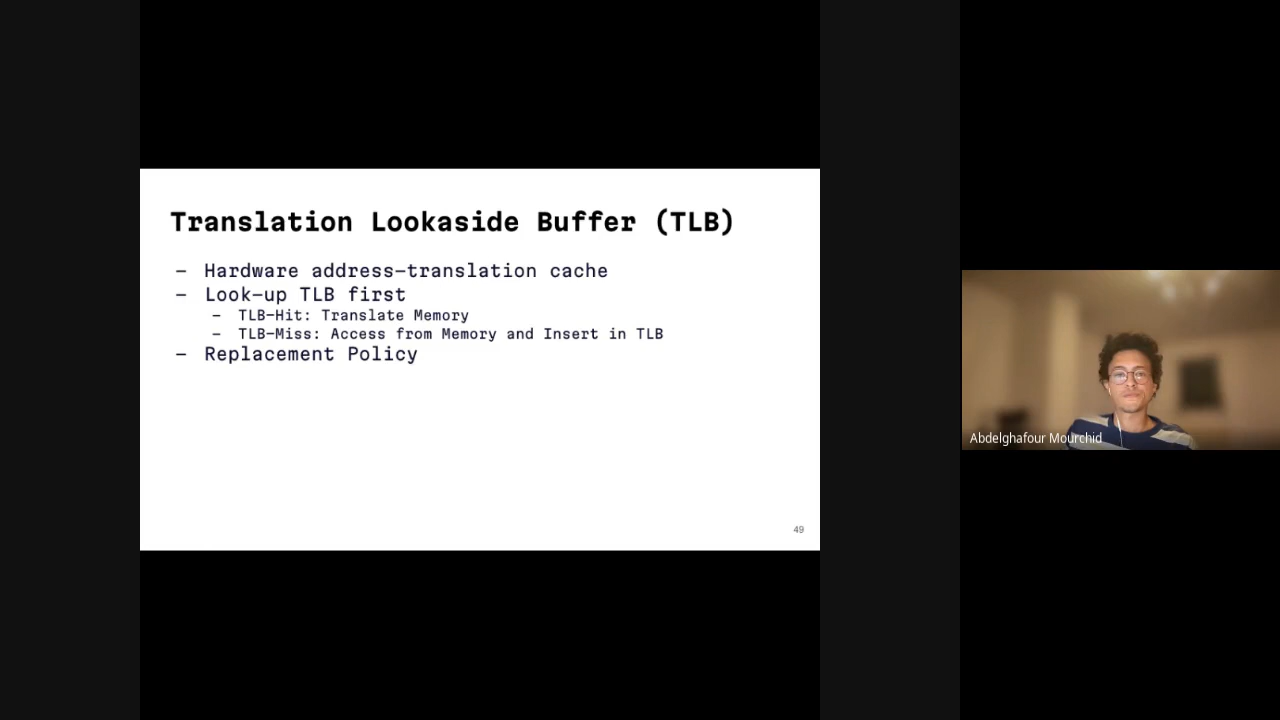 Translation Lookaside Buffer (TLB)
– Hardware address-translation cache
– Look-up TLB first
– TLB-Hit: Translate Memory
– TLB-Miss: Access from Memory and Insert in TLB
– Replacement Policy
49
Abdelghafour Mourchid